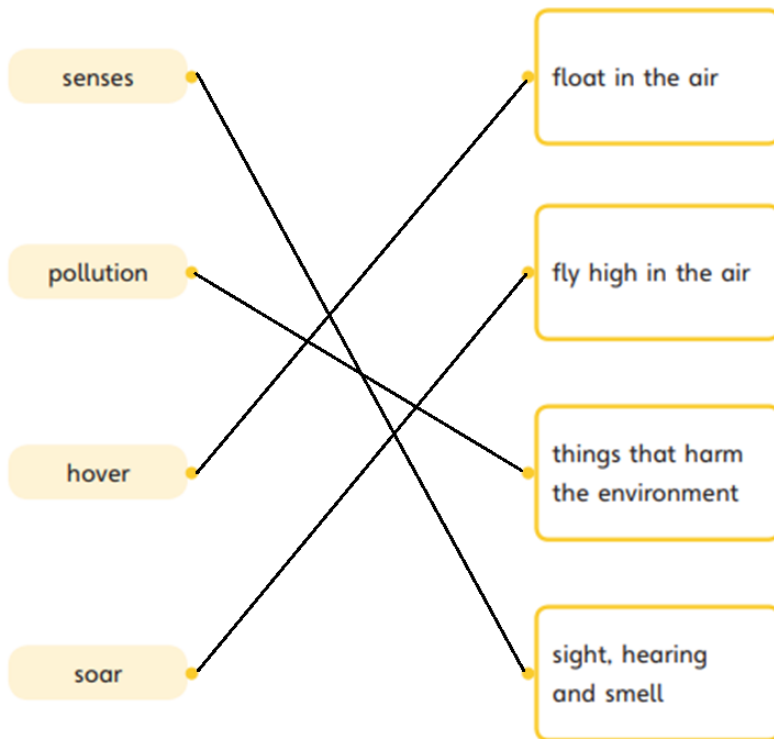 senses
float in the air
pollution
fly high in the air
hover
things that harm
the environment
soar
sight, hearing
and smell